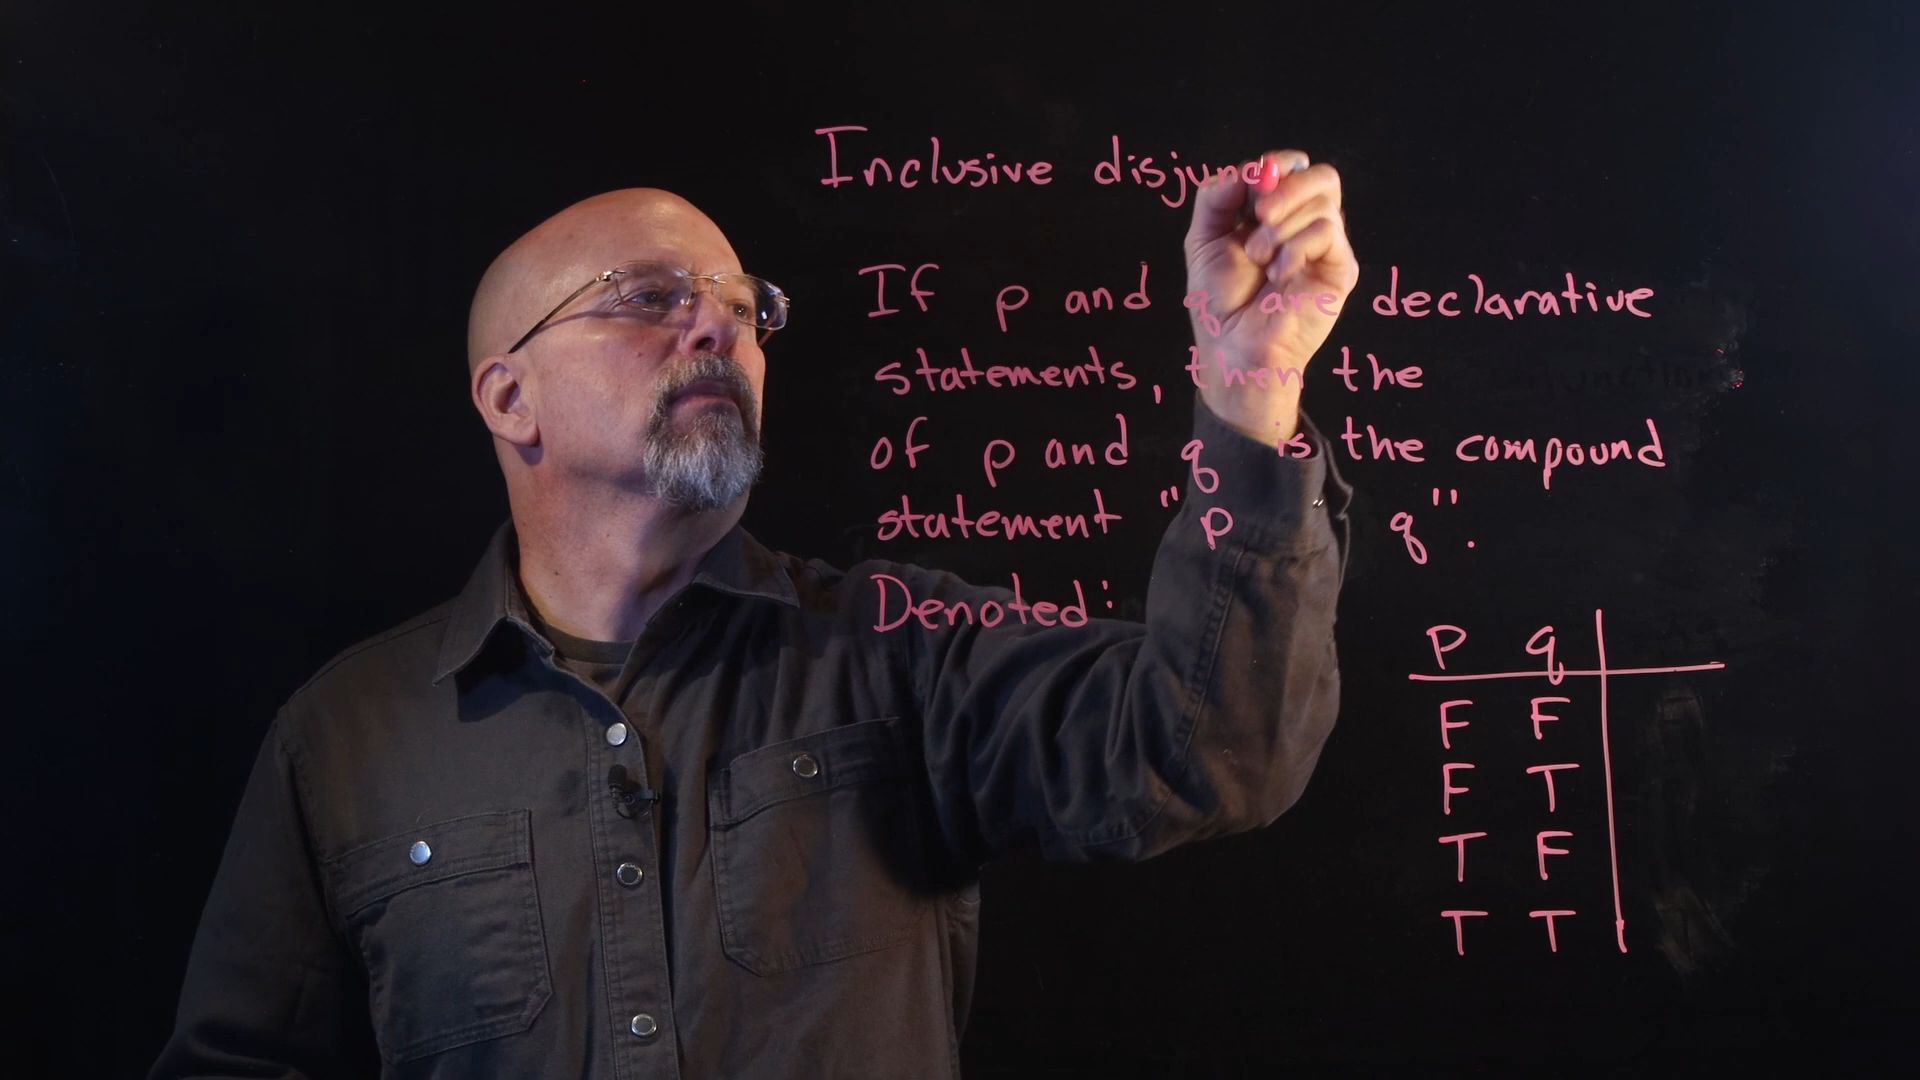 Inclusive disjunc
If p and q are declarative
statements, then the
of p and q is the compound
statement "p q".
Denoted:
p q
F F
F T
T F
T T